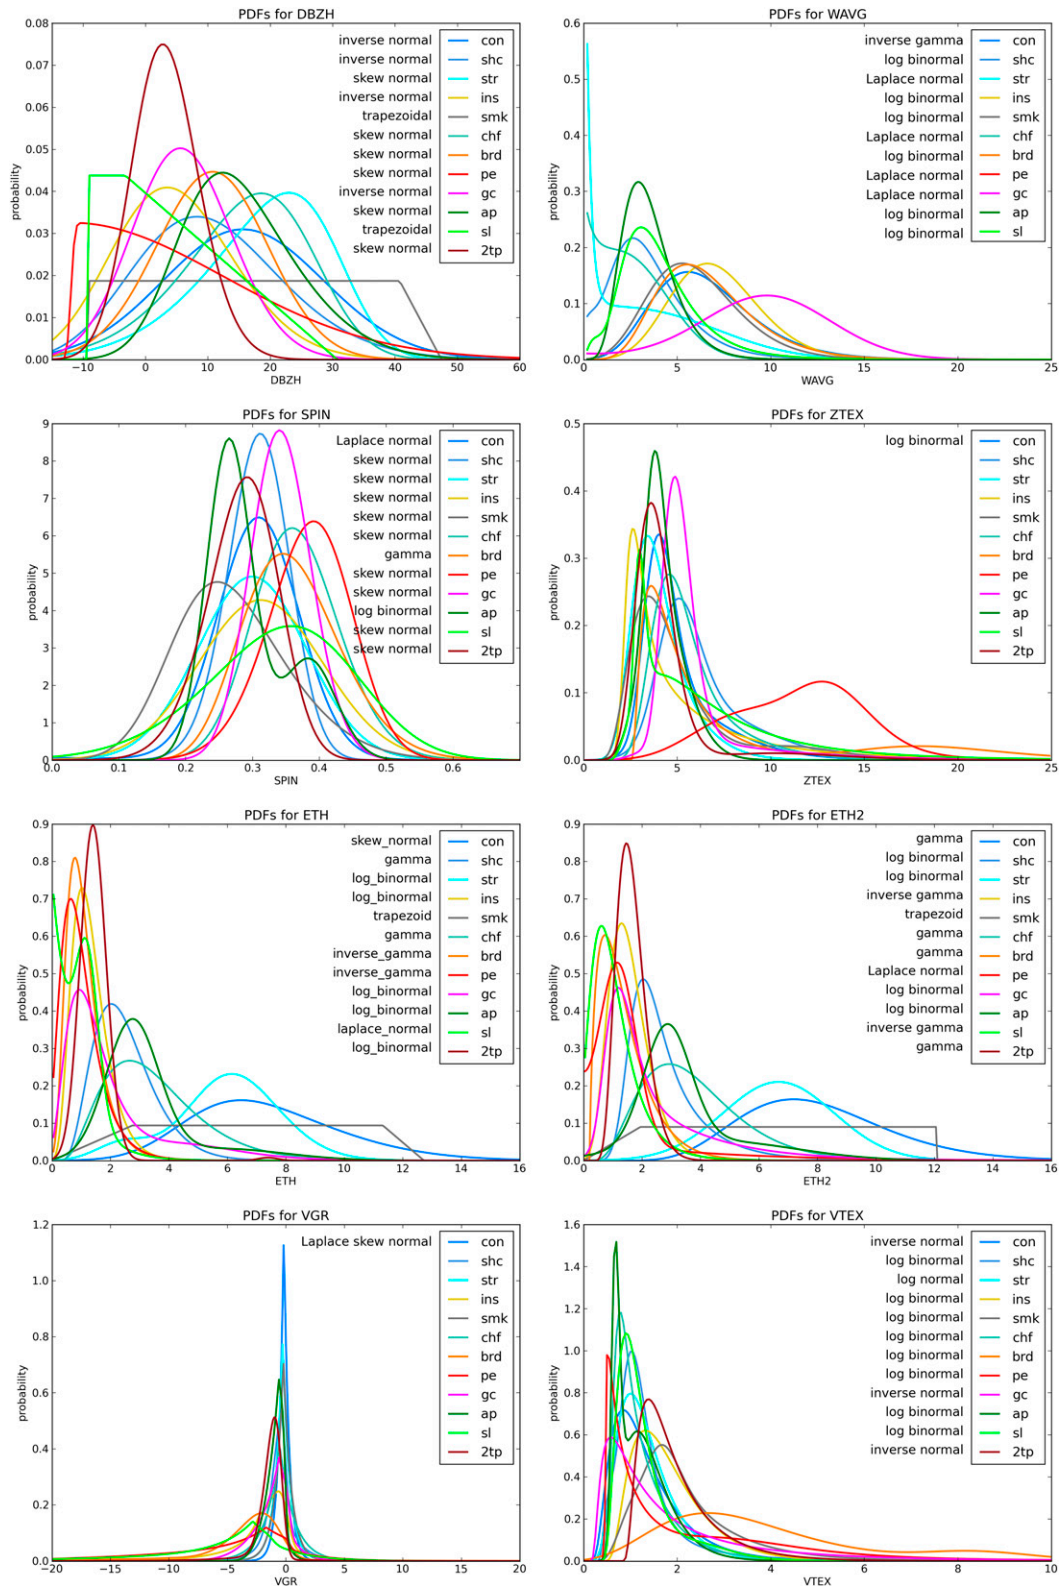 PDFs for DBZH
0.08
0.07
0.06
0.05
0.04
0.03
0.02
0.01
0.00
probability
inverse normal con
inverse normal shc
skew normal str
inverse normal ins
trapezoidal smk
skew normal chf
skew normal brd
skew normal pe
inverse normal gc
skew normal ap
trapezoidal sl
skew normal 2tp
−10 0 10 20 30 40 50 60
DBZH
PDFs for WAVG
0.6
0.5
0.4
0.3
0.2
0.1
0.0
probability
inverse gamma con
log binormal shc
Laplace normal str
log binormal ins
log binormal smk
Laplace normal chf
log binormal brd
Laplace normal pe
Laplace normal gc
log binormal ap
log binormal sl
0 5 10 15 20 25
WAVG
PDFs for SPIN
9
8
7
6
5
4
3
2
1
0
probability
Laplace normal con
skew normal shc
skew normal str
skew normal ins
skew normal smk
skew normal chf
gamma brd
skew normal pe
skew normal gc
log binormal ap
skew normal sl
skew normal 2tp
0.0 0.1 0.2 0.3 0.4 0.5 0.6
SPIN
PDFs for ZTEX
0.5
0.4
0.3
0.2
0.1
0.0
probability
log binormal con
shc
str
ins
smk
chf
brd
pe
gc
ap
sl
2tp
0 5 10 15 20 25
ZTEX
PDFs for ETH
0.9
0.8
0.7
0.6
0.5
0.4
0.3
0.2
0.1
0.0
probability
skew_normal con
gamma shc
log_binormal str
log_binormal ins
trapezoid smk
gamma chf
inverse_gamma brd
inverse_gamma pe
log_binormal gc
log_binormal ap
laplace_normal sl
log_binormal 2tp
0 2 4 6 8 10 12 14 16
ETH
PDFs for ETH2
0.9
0.8
0.7
0.6
0.5
0.4
0.3
0.2
0.1
0.0
probability
gamma con
log binormal shc
log binormal str
inverse gamma ins
trapezoid smk
gamma chf
gamma brd
Laplace normal pe
log binormal gc
log binormal ap
inverse gamma sl
gamma 2tp
0 2 4 6 8 10 12 14 16
ETH2
PDFs for VGR
1.2
1.0
0.8
0.6
0.4
0.2
0.0
probability
Laplace skew normal con
shc
str
ins
smk
chf
brd
pe
gc
ap
sl
2tp
−20 −15 −10 −5 0 5 10 15 20
VGR
PDFs for VTEX
1.6
1.4
1.2
1.0
0.8
0.6
0.4
0.2
0.0
probability
inverse normal con
log binormal shc
log normal str
log binormal ins
log binormal smk
log binormal chf
log binormal brd
log binormal pe
inverse normal gc
log binormal ap
log binormal sl
inverse normal 2tp
0 2 4 6 8 10
VTEX